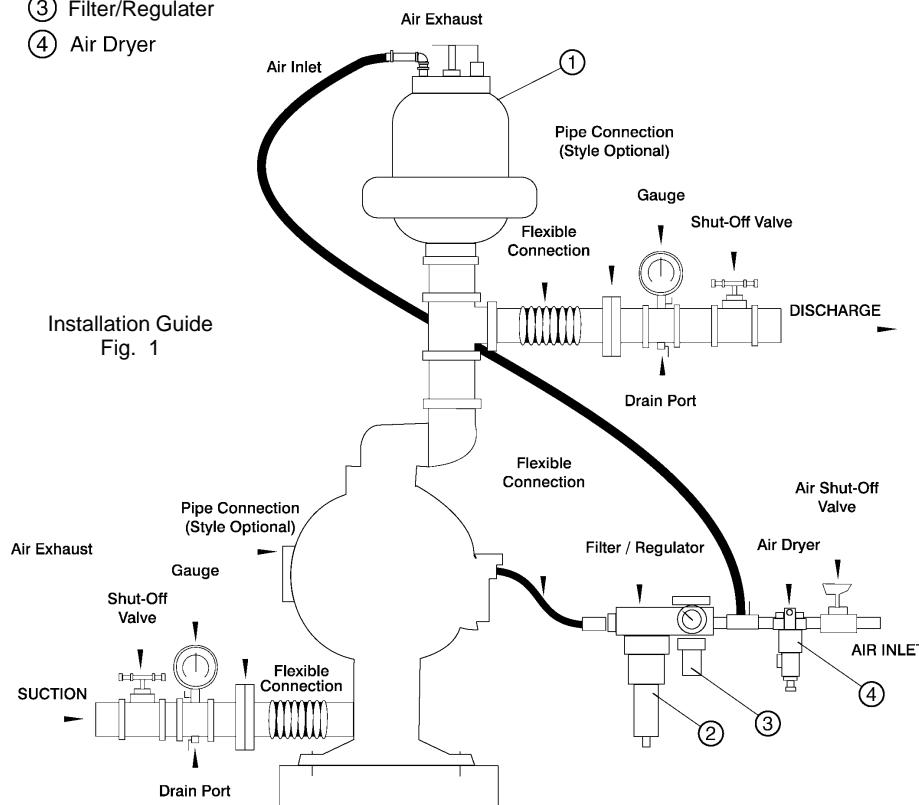 ③ Filter/Regulater
④ Air Dryer
Air Exhaust
Air Inlet
①
Pipe Connection
(Style Optional)
Gauge
Shut-Off Valve
Flexible
Connection
DISCHARGE
Installation Guide
Fig. 1
Drain Port
Flexible
Connection
Air Shut-Off
Valve
Pipe Connection
(Style Optional)
Air Exhaust
Filter / Regulator
Air Dryer
Gauge
Shut-Off
Valve
AIR INLET
Flexible
Connection
SUCTION
④
③
②
Drain Port